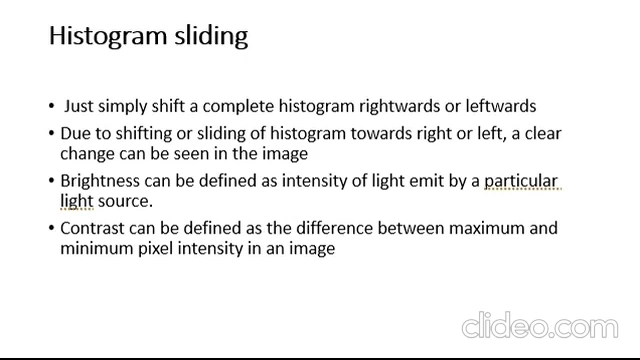 Histogram sliding
• Just simply shift a complete histogram rightwards or leftwards
• Due to shifting or sliding of histogram towards right or left, a clear
change can be seen in the image
• Brightness can be defined as intensity of light emit by a particular
light source.
• Contrast can be defined as the difference between maximum and
minimum pixel intensity in an image
clideo.com